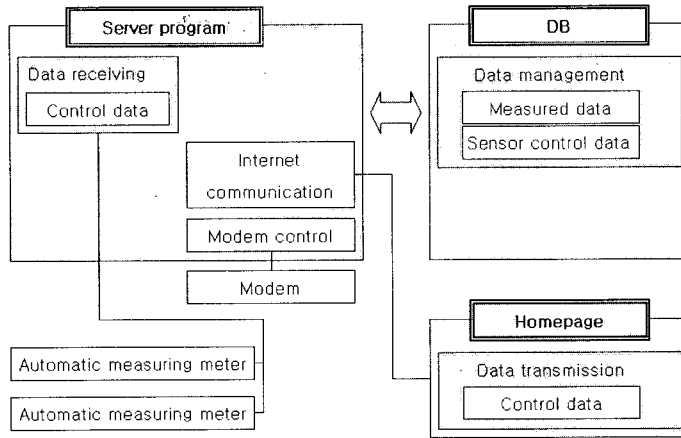 Server program
Data receiving
Control data
Internet
communication
Modem control
Modem
Automatic measuring meter
Automatic measuring meter
DB
Data management
Measured data
Sensor control data
Homepage
Data transmission
Control data